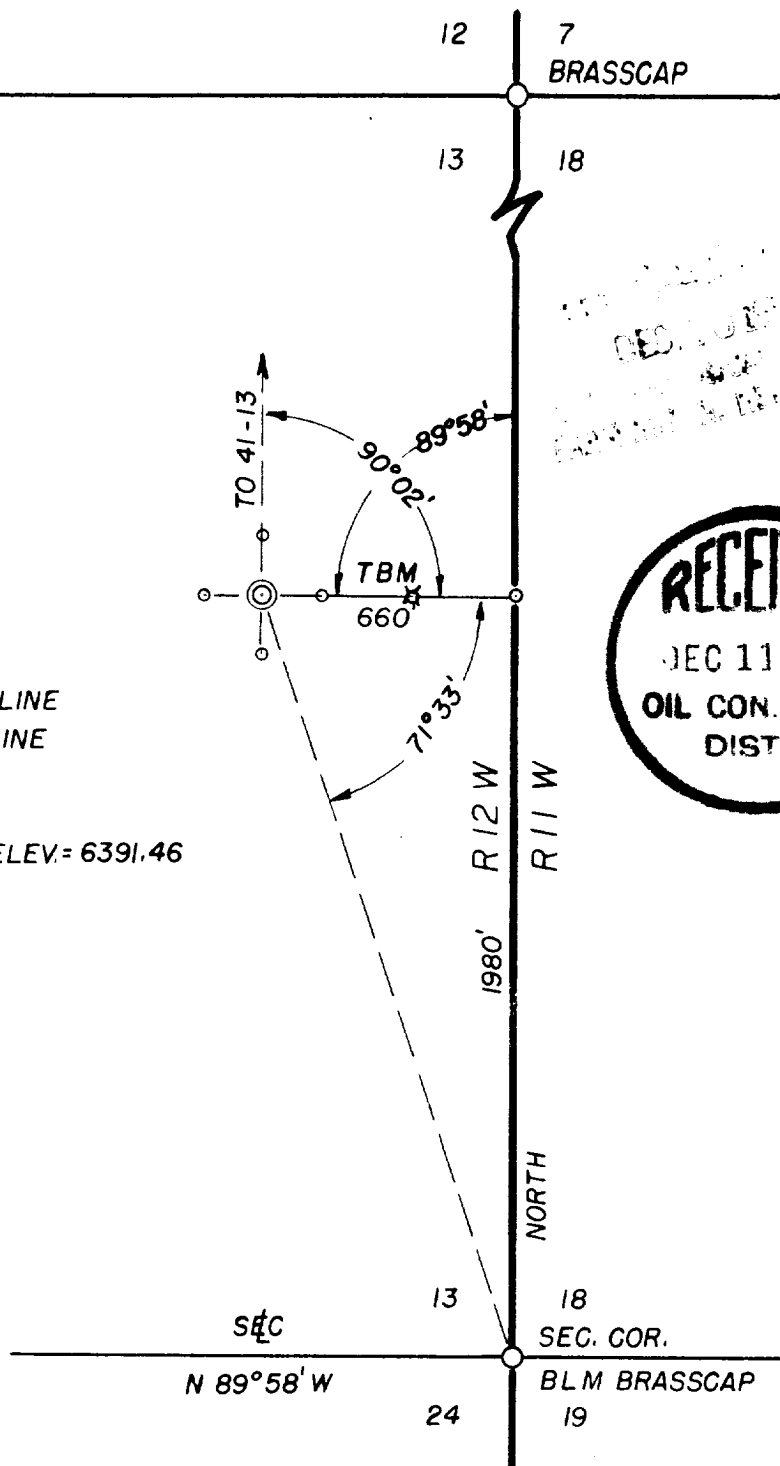 12 7
BRASSCAP
13 18
TO 41-13
89°58'
90°02'
TBM
660'
71°33'
DEC 11
OIL CON.
DIST
LINE
INE
R 12 W
R 11 W
ELEV.= 6391.46
1980'
NORTH
13 18
SEC. COR.
N 89°58' W
BLM BRASSCAP
24 19